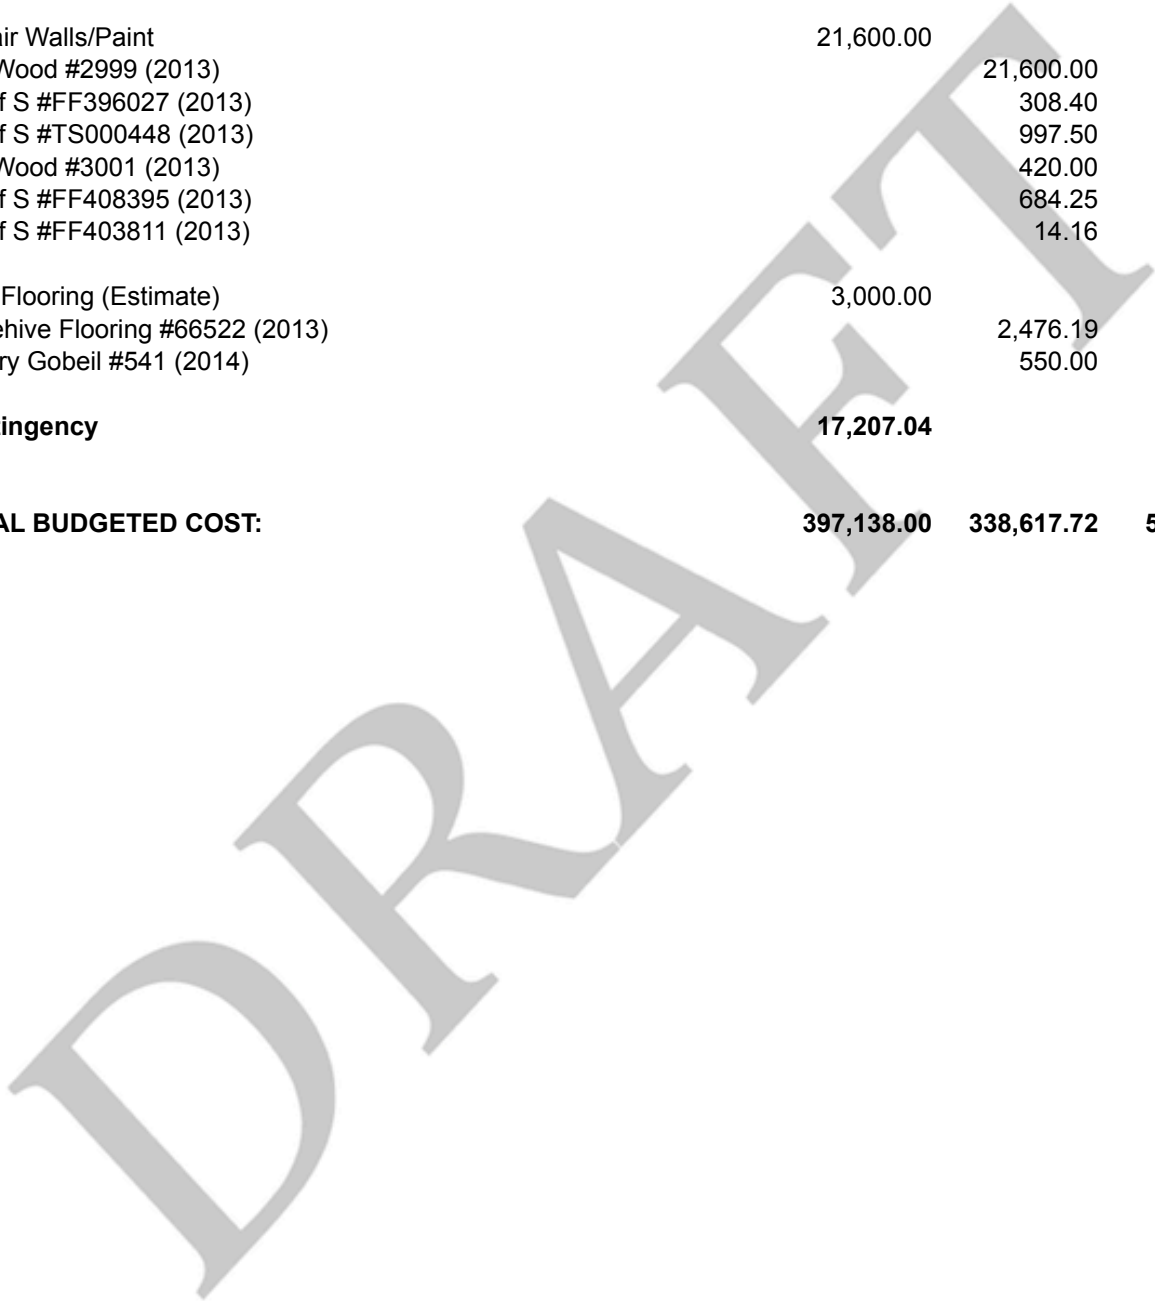 air Walls/Paint 21,600.00
Wood #2999 (2013) 21,600.00
f S #FF396027 (2013) 308.40
f S #TS000448 (2013) 997.50
Wood #3001 (2013) 420.00
f S #FF408395 (2013) 684.25
f S #FF403811 (2013) 14.16
Flooring (Estimate) 3,000.00
ehive Flooring #66522 (2013) 2,476.19
ry Gobeil #541 (2014) 550.00
tingency 17,207.04
AL BUDGETED COST: 397,138.00 338,617.72 5
DRAFT